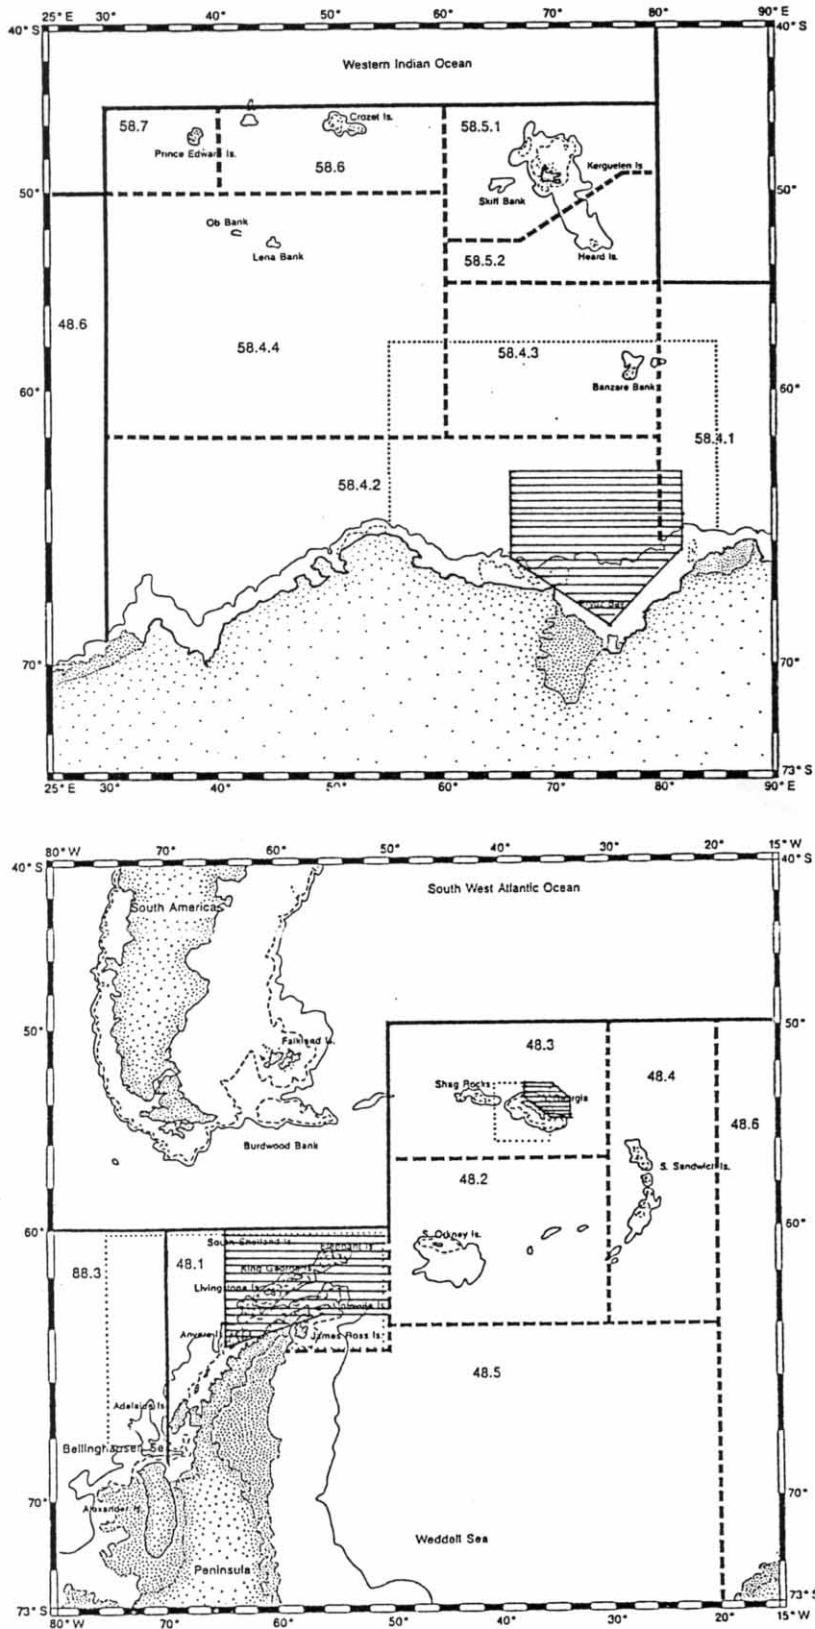 25° E 30° 40° 50° 60° 70° 80° 90° E
40° S 40° S
Western Indian Ocean
58.7 Crozet Is. 58.5.1
Prince Edward Is. 58.6 Kerguelen Is
50° Skiff Bank 50°
Ob Bank
Lena Bank 58.5.2 Heard Is.
48.6
58.4.4 58.4.3
60° Banzare Bank 60°
58.4.1
58.4.2
70° 70°
73° S
25° E 30° 40° 50° 60° 70° 80° 90° E
80° W 70° 60° 50° 40° 30° 20° 15° W
40° S 40° S
South West Atlantic Ocean
South America
50° 50°
48.3
Falkland Is. 48.4
Shag Rocks Georgia
48.6
Burdwood Bank
48.2 S. Sandwich Is.
60° S. Orkney Is. 60°
South Shetland Is. Elephant Is.
88.3 48.1 King George Is.
Livingstone Is.
Anvers Is. James Ross Is.
48.5
Adelaide Is.
Bellinghausen Se
70° 70°
Alexander
Weddell Sea
Peninsula
73° S 73° S
80° W 70° 60° 50° 40° 30° 20° 15° W